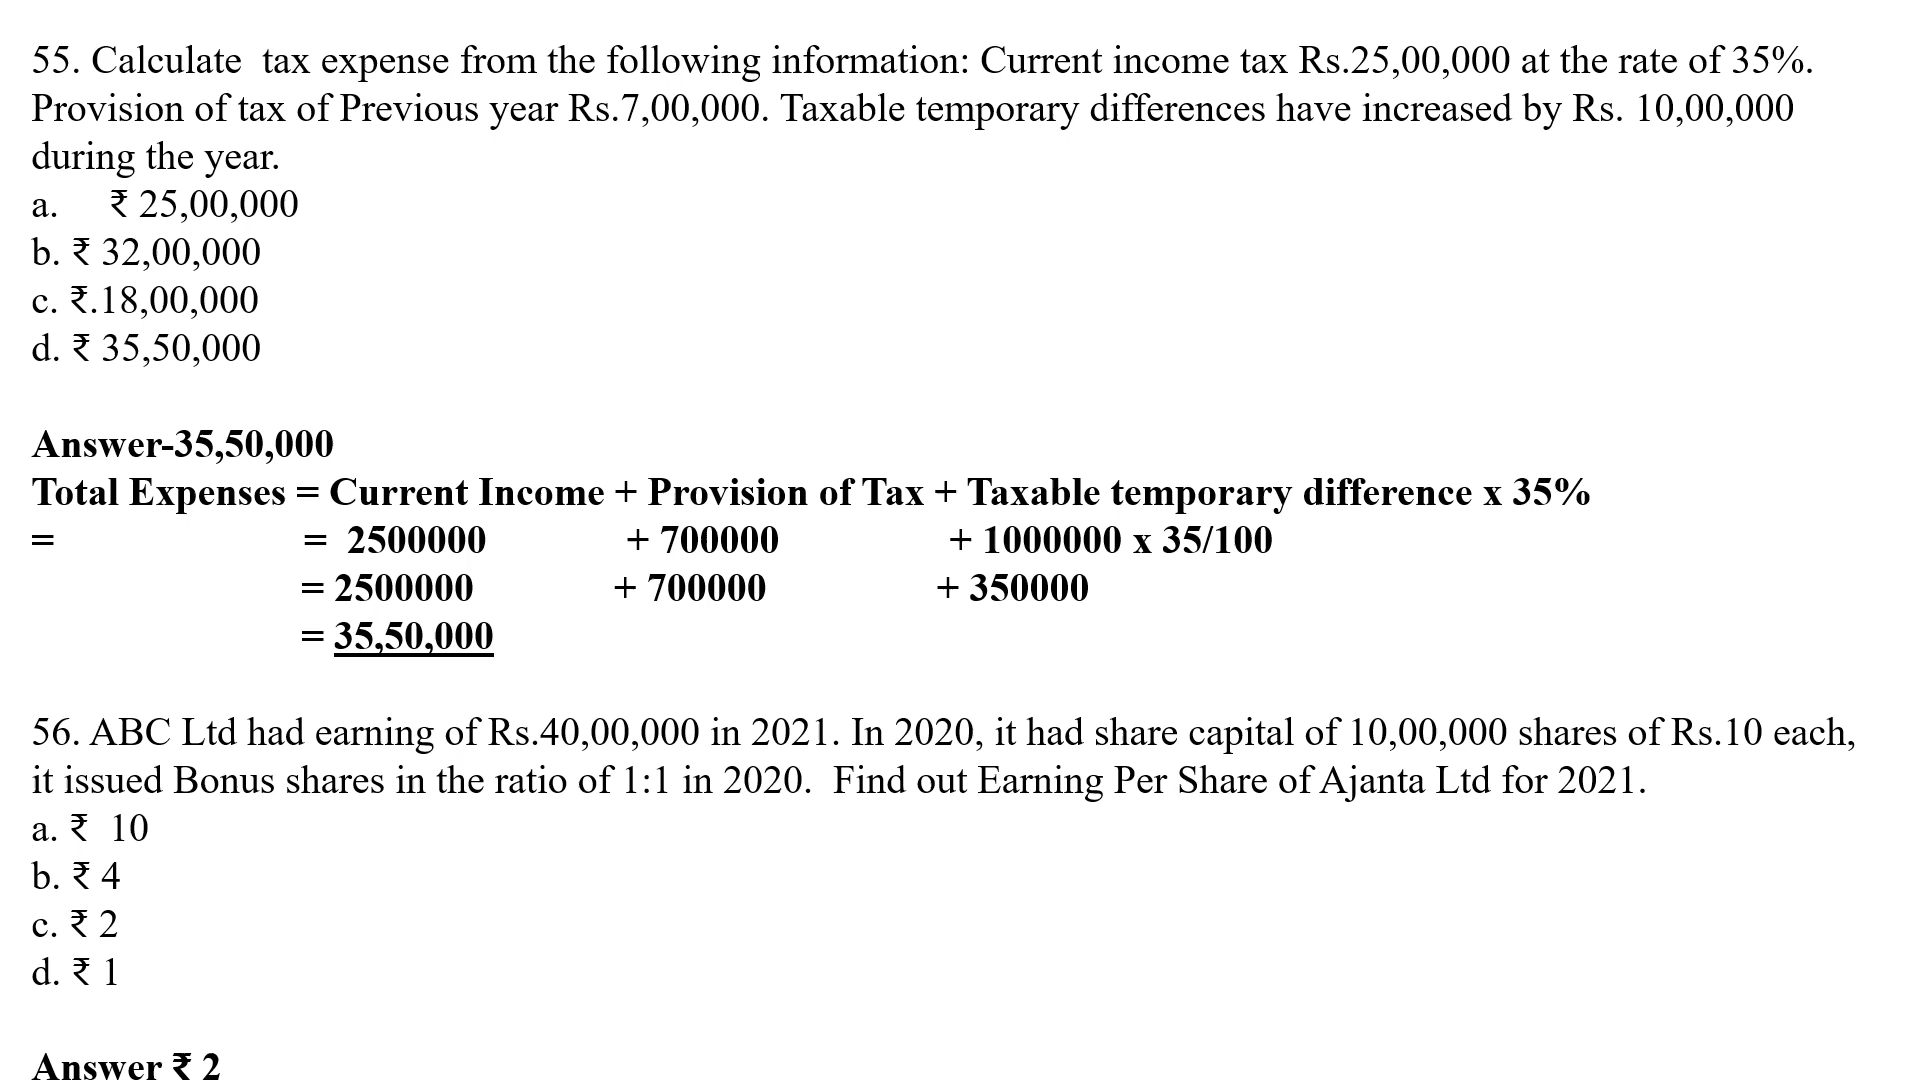 55. Calculate  tax expense from the following information: Current income tax Rs.25,00,000 at the rate of 35%.
Provision of tax of Previous year Rs.7,00,000. Taxable temporary differences have increased by Rs. 10,00,000
during the year.
a.    ₹ 25,00,000
b. ₹ 32,00,000
c. ₹.18,00,000
d. ₹ 35,50,000
Answer-35,50,000
Total Expenses = Current Income + Provision of Tax + Taxable temporary difference x 35%
= = 2500000 + 700000 + 1000000 x 35/100
= 2500000 + 700000 + 350000
= 35,50,000
56. ABC Ltd had earning of Rs.40,00,000 in 2021. In 2020, it had share capital of 10,00,000 shares of Rs.10 each,
it issued Bonus shares in the ratio of 1:1 in 2020.  Find out Earning Per Share of Ajanta Ltd for 2021.
a. ₹  10
b. ₹ 4
c. ₹ 2
d. ₹ 1
Answer ₹ 2